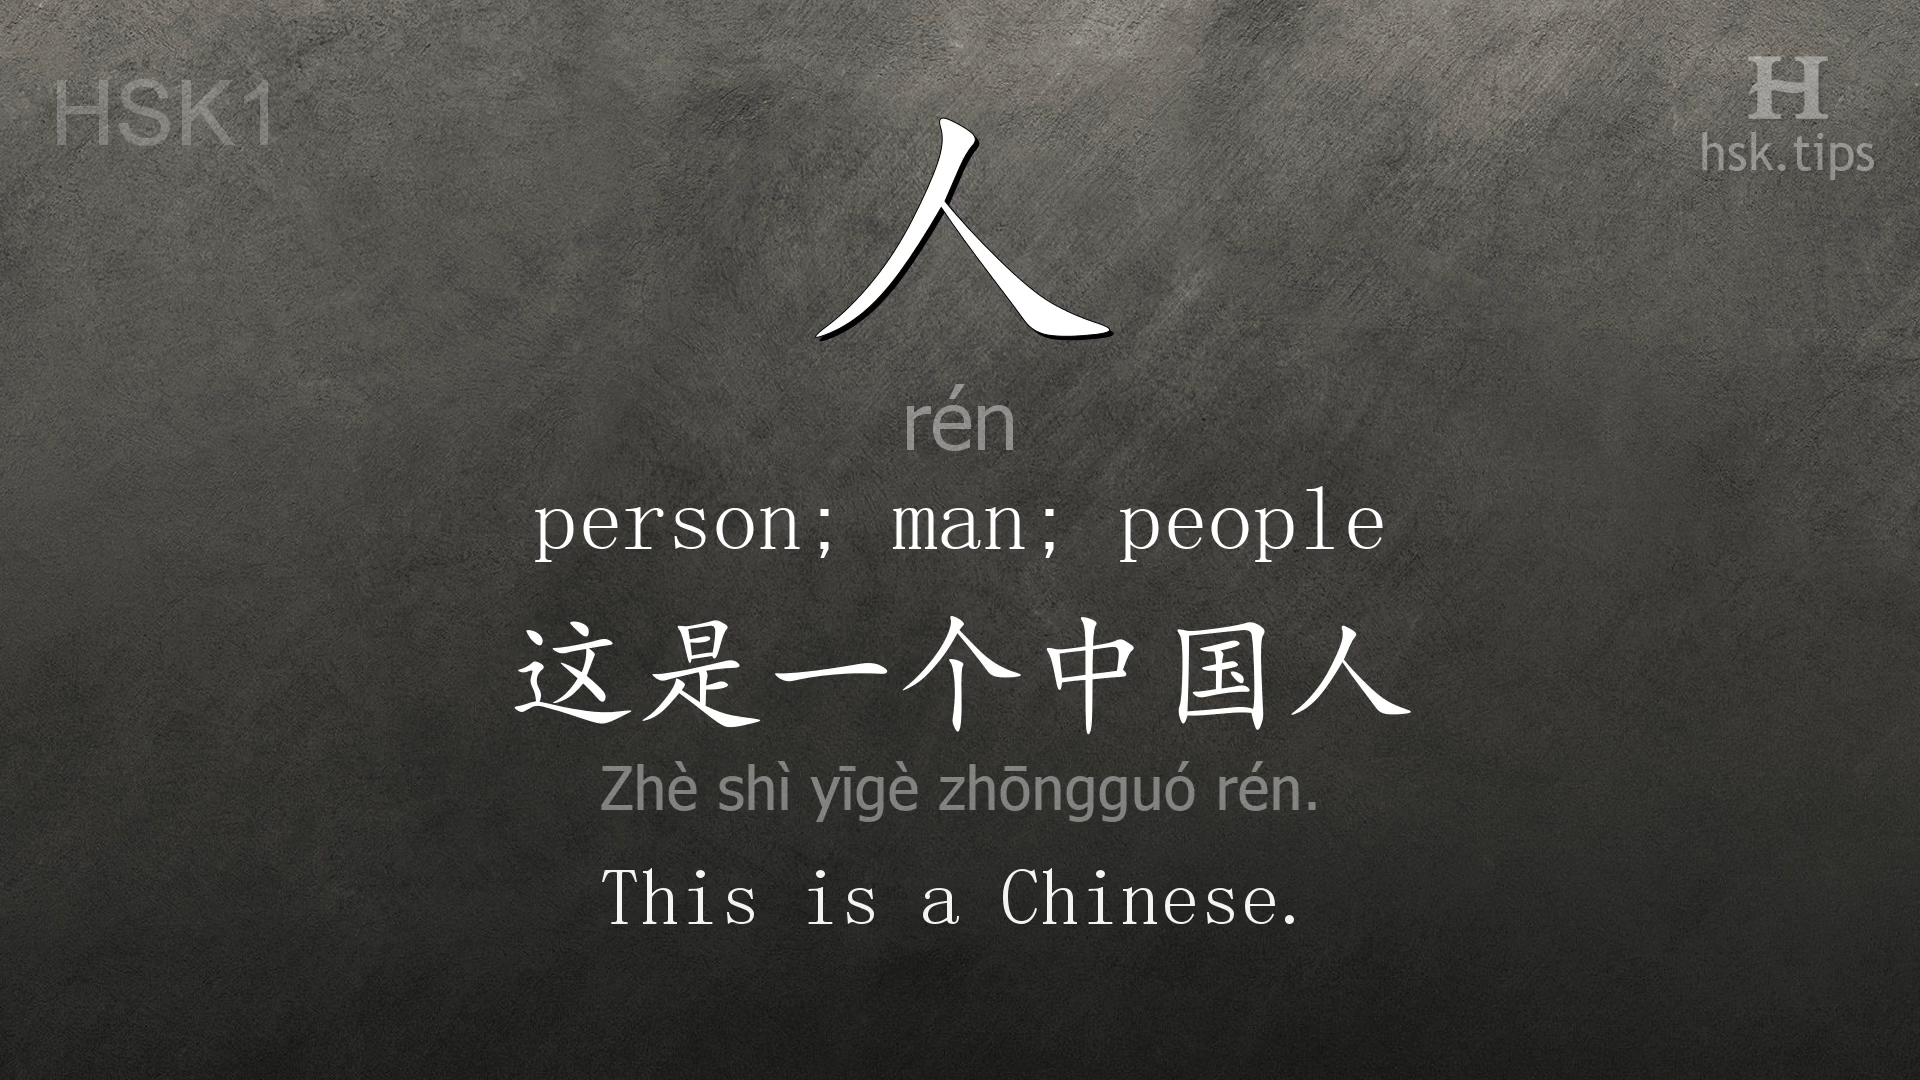 HSK1
H
hsk.tips
人
rén
person; man; people
这是一个中国人
Zhè shì yīgè zhōngguó rén.
This is a Chinese.